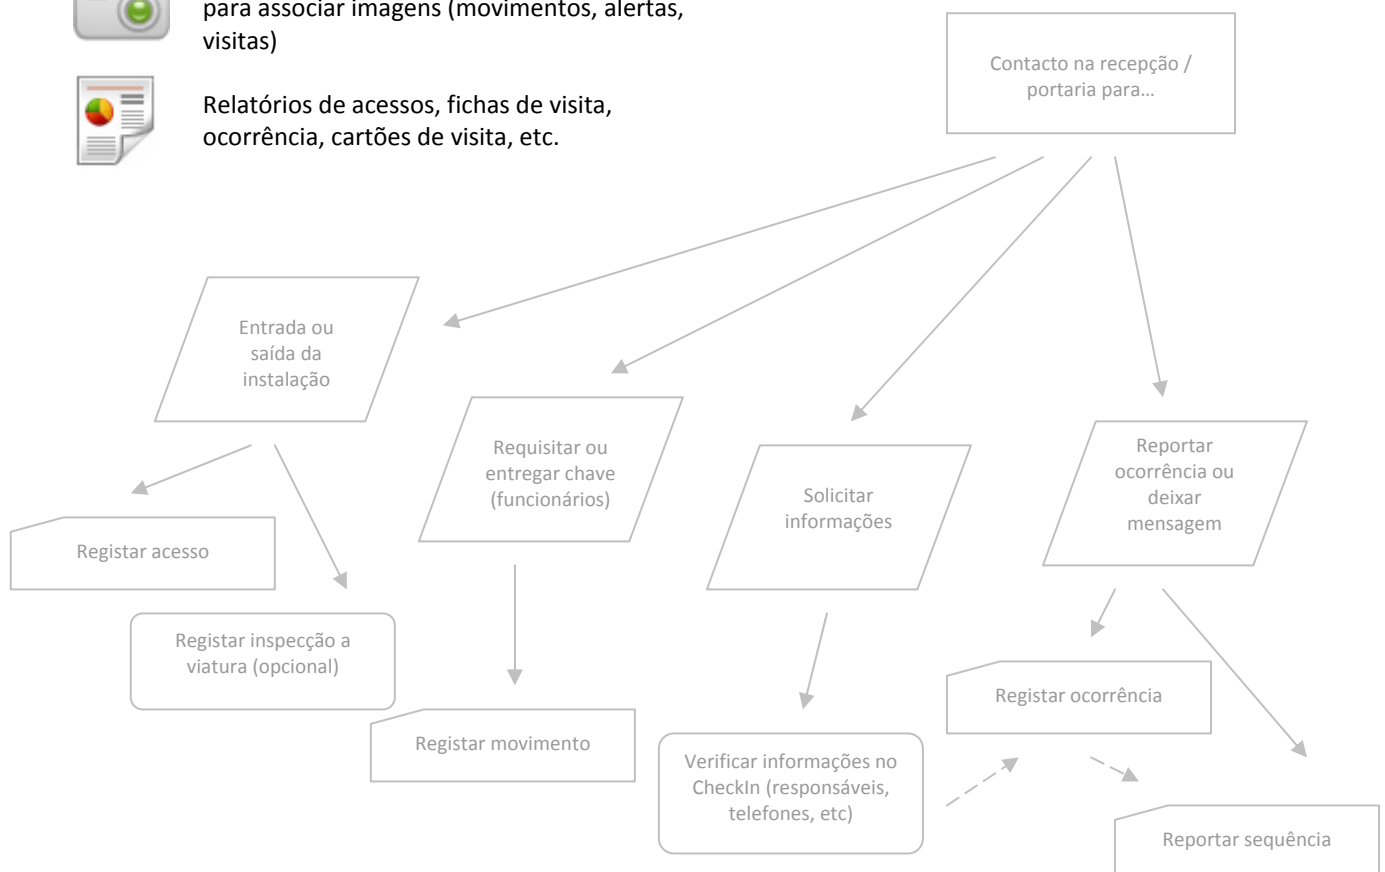 para associar imagens (movimentos, alertas,
visitas)
Relatórios de acessos, fichas de visita,
ocorrência, cartões de visita, etc.
Contacto na recepção /
portaria para...
Entrada ou
saída da
instalação
Requisitar ou
entregar chave
(funcionários)
Solicitar
informações
Reportar
ocorrência ou
deixar
mensagem
Registar acesso
Registar inspecção a
viatura (opcional)
Registar movimento
Verificar informações no
CheckIn (responsáveis,
telefones, etc)
Registar ocorrência
Reportar sequência